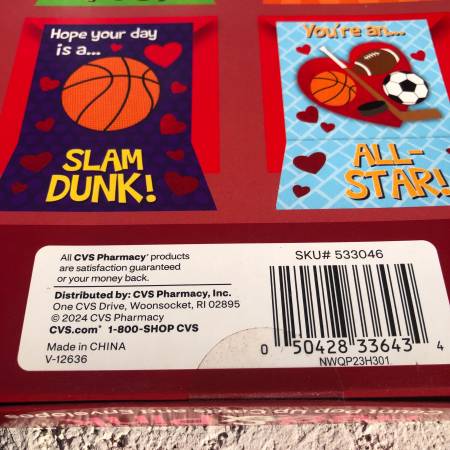 Hope your day
is a...
SLAM
DUNK!
You're an...
ALL-
STAR!
All CVS Pharmacy® products
are satisfaction guaranteed
or your money back.
Distributed by: CVS Pharmacy, Inc.
One CVS Drive, Woonsocket, RI 02895
© 2024 CVS Pharmacy
CVS.com® 1-800-SHOP CVS
Made in CHINA
V-12636
SKU# 533046
0 50428 33643 4
NWQP23H301